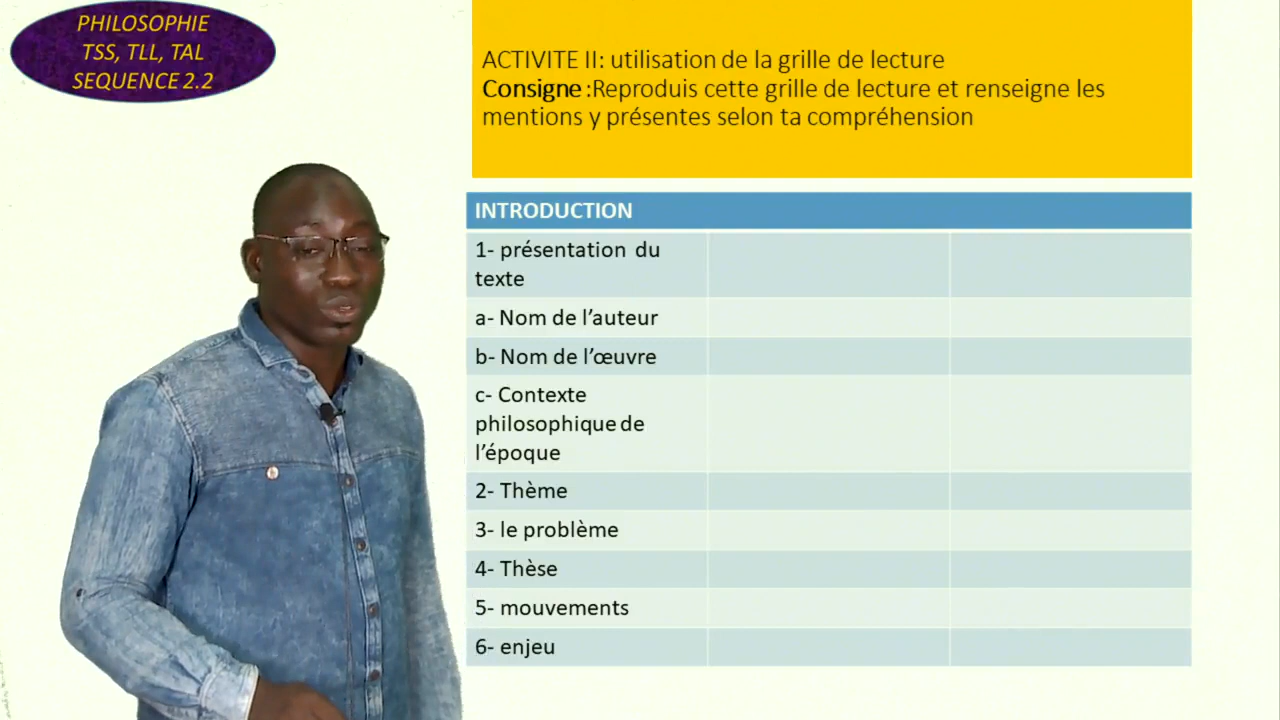 PHILOSOPHIE
TSS, TLL, TAL
SEQUENCE 2.2
ACTIVITE II: utilisation de la grille de lecture
Consigne :Reproduis cette grille de lecture et renseigne les
mentions y présentes selon ta compréhension
INTRODUCTION
1- présentation du
texte
a- Nom de l’auteur
b- Nom de l’œuvre
c- Contexte
philosophique de
l’époque
2- Thème
3- le problème
4- Thèse
5- mouvements
6- enjeu